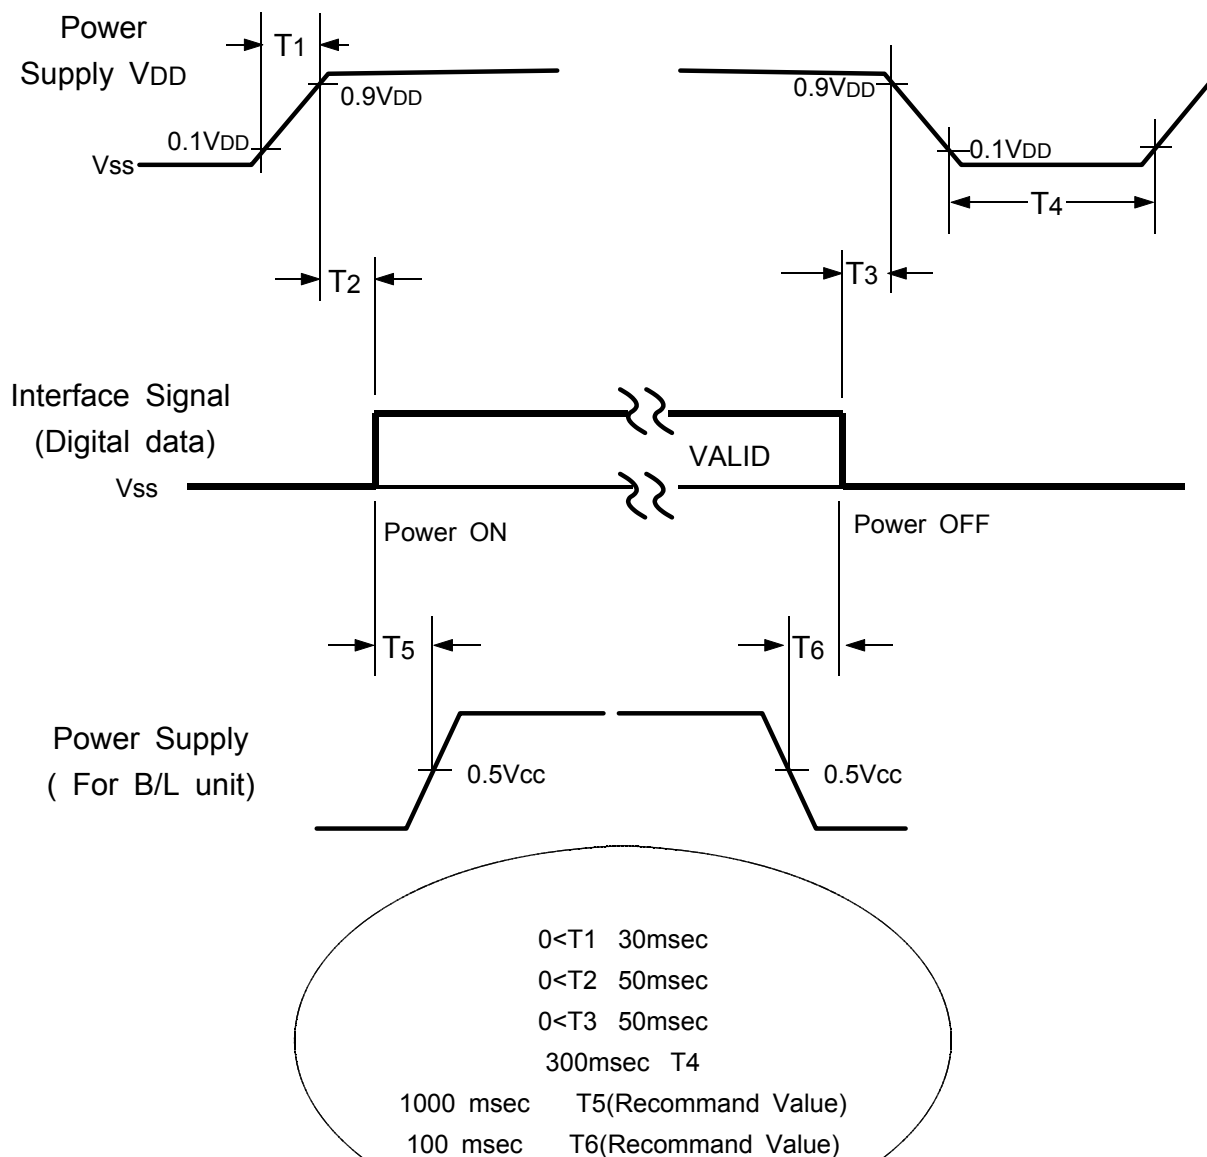 Power
Supply VDD
T1
0.9VDD
0.1VDD
Vss
0.9VDD
0.1VDD
T4
T2
T3
Interface Signal
(Digital data)
VALID
Vss
Power ON
Power OFF
T5
T6
Power Supply
( For B/L unit)
0.5Vcc
0.5Vcc
0<T1 30msec
0<T2 50msec
0<T3 50msec
300msec T4
1000 msec T5(Recommand Value)
100 msec T6(Recommand Value)